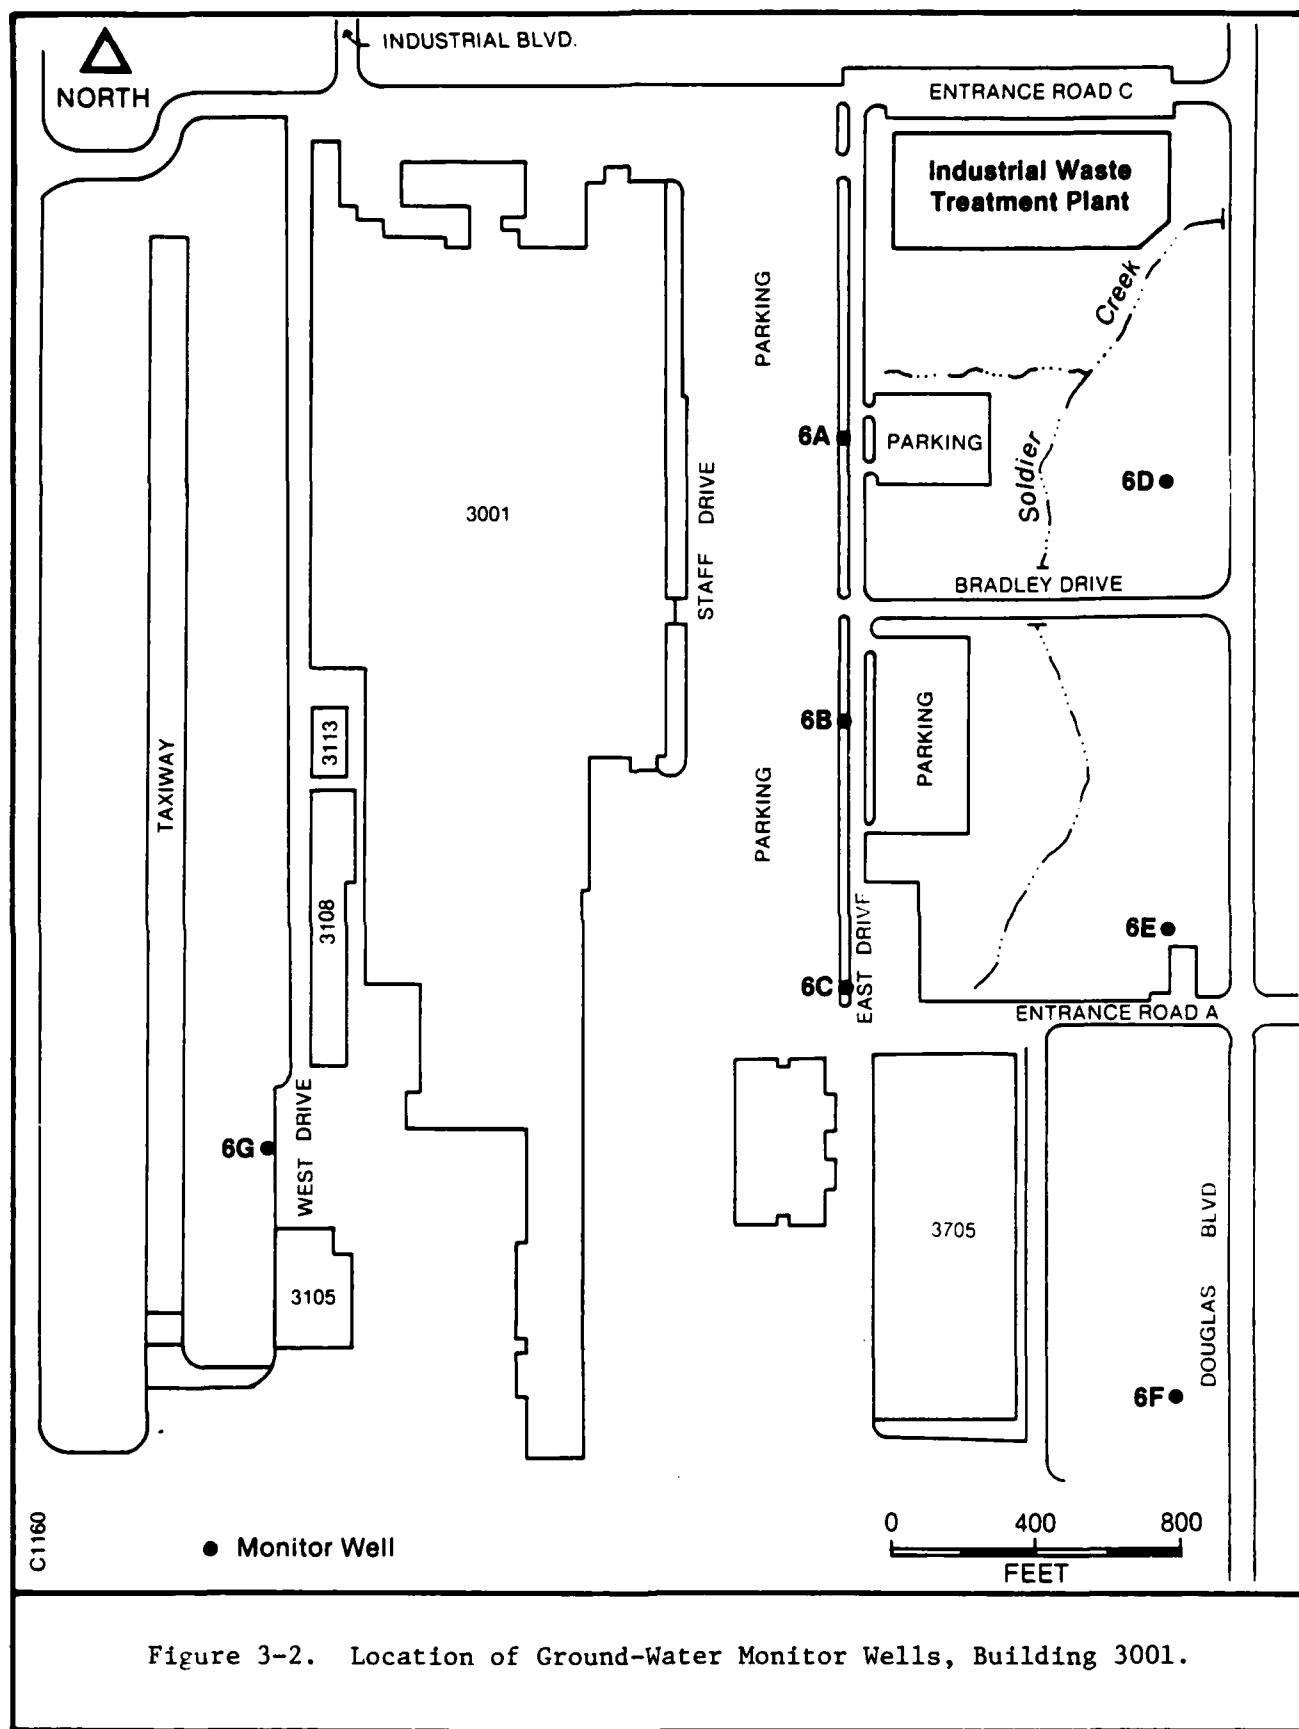 INDUSTRIAL BLVD.
NORTH
ENTRANCE ROAD C
Industrial Waste
Treatment Plant
Creek
PARKING
6A
PARKING
Soldier
6D
3001
STAFF DRIVE
BRADLEY DRIVE
6B
PARKING
3113
TAXIWAY
PARKING
3108
6E
EAST DRIVE
6C
ENTRANCE ROAD A
WEST DRIVE
6G
3705
DOUGLAS BLVD
3105
6F
C1160
Monitor Well
0 400 800
FEET
Figure 3-2. Location of Ground-Water Monitor Wells, Building 3001.